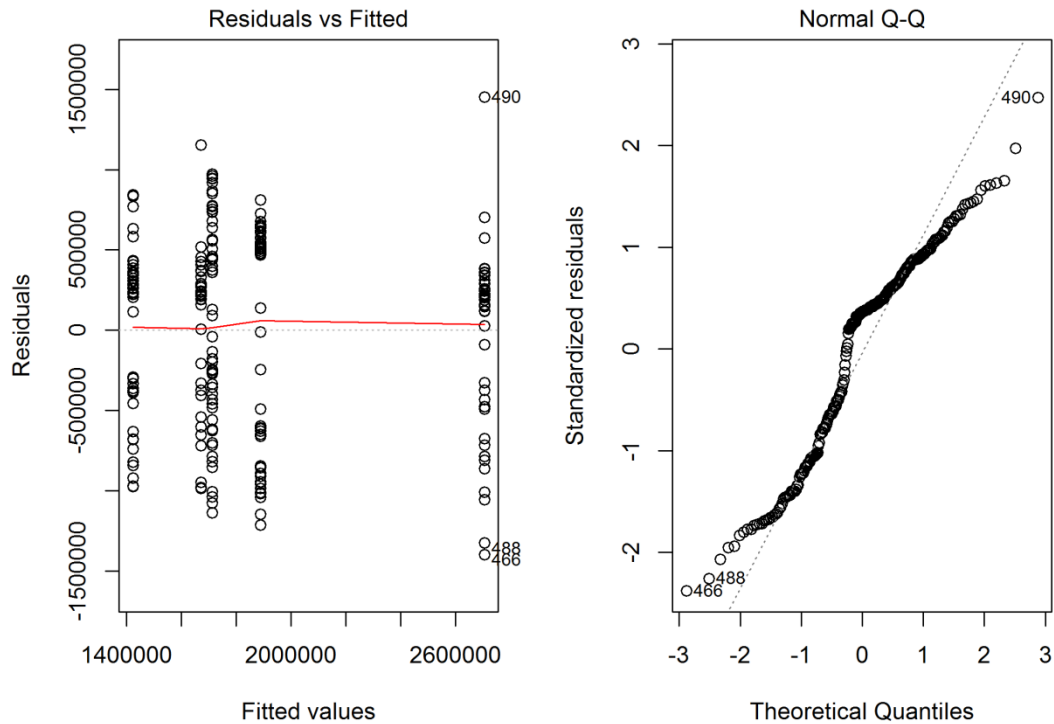 Residuals vs Fitted
1500000
500000
0
-500000
-1500000
Residuals
490
488
466
1400000 2000000 2600000
Fitted values
Normal Q-Q
3
2
1
0
-1
-2
Standardized residuals
490
488
466
-3 -2 -1 0 1 2 3
Theoretical Quantiles